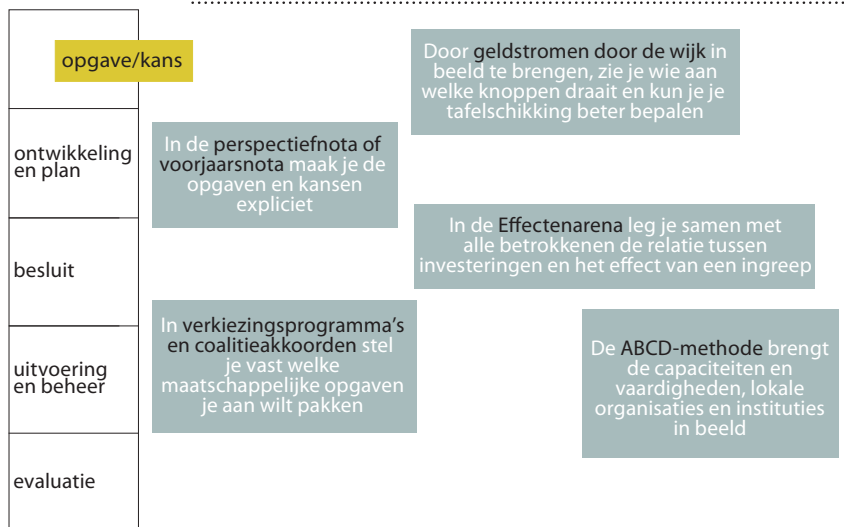 opgave/kans
ontwikkeling
en plan
besluit
uitvoering
en beheer
evaluatie
Door geldstromen door de wijk in
beeld te brengen, zie je wie aan
welke knoppen draait en kun je je
tafelschikking beter bepalen
In de perspectiefnota of
voorjaarsnota maak je de
opgaven en kansen
expliciet
In de Effectenarena leg je samen met
alle betrokkenen de relatie tussen
investeringen en het effect van een ingreep
In verkiezingsprogramma's
en coalitieakkoorden stel
je vast welke
maatschappelijke opgaven
je aan wilt pakken
De ABCD-methode brengt
de capaciteiten en
vaardigheden, lokale
organisaties en instituties
in beeld